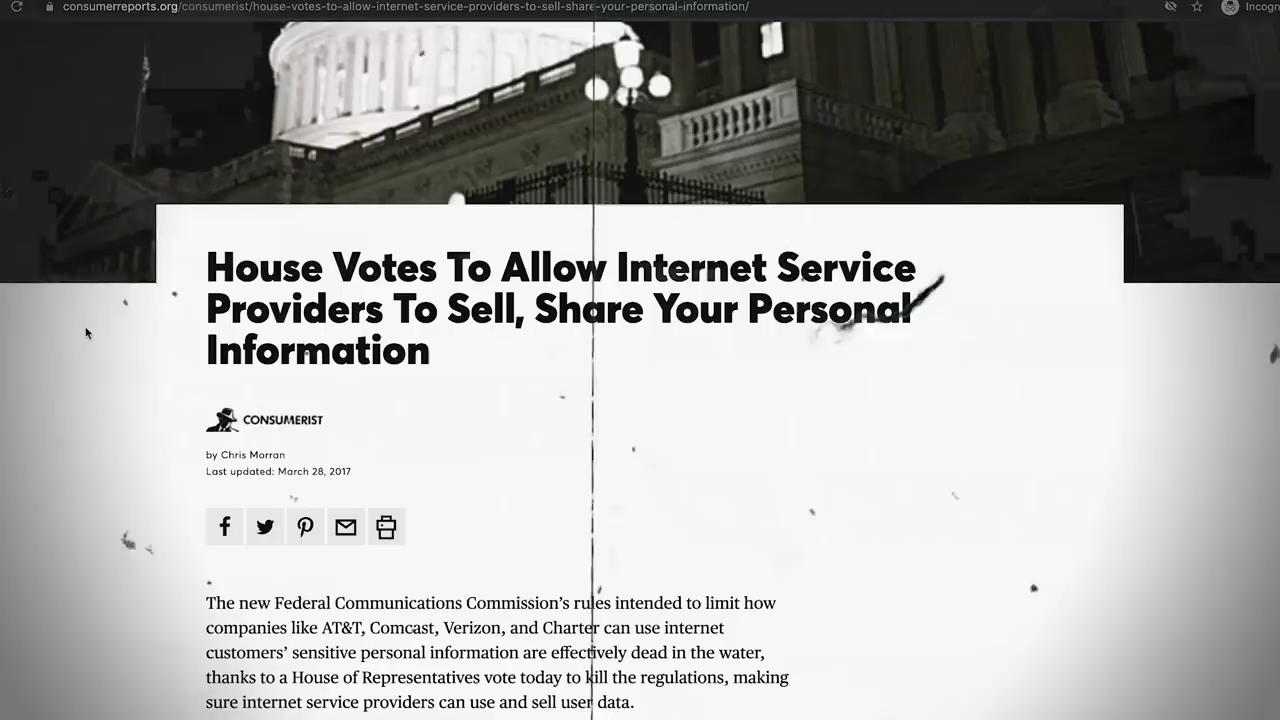 consumerreports.org/consumerist/house-votes-to-allow-internet-service-providers-to-sell-share-your-personal-information/
Incogn
House Votes To Allow Internet Service
Providers To Sell, Share Your Personal
Information
CONSUMERIST
by Chris Morran
Last updated: March 28, 2017
The new Federal Communications Commission’s rules intended to limit how
companies like AT&T, Comcast, Verizon, and Charter can use internet
customers’ sensitive personal information are effectively dead in the water,
thanks to a House of Representatives vote today to kill the regulations, making
sure internet service providers can use and sell user data.